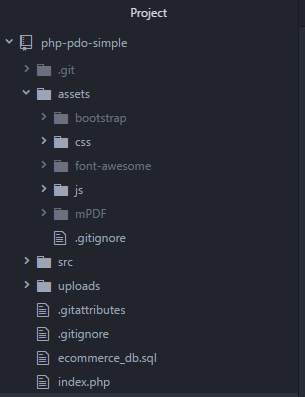 Project
php-pdo-simple
.git
assets
bootstrap
css
font-awesome
js
mPDF
.gitignore
src
uploads
.gitattributes
.gitignore
ecommerce_db.sql
index.php